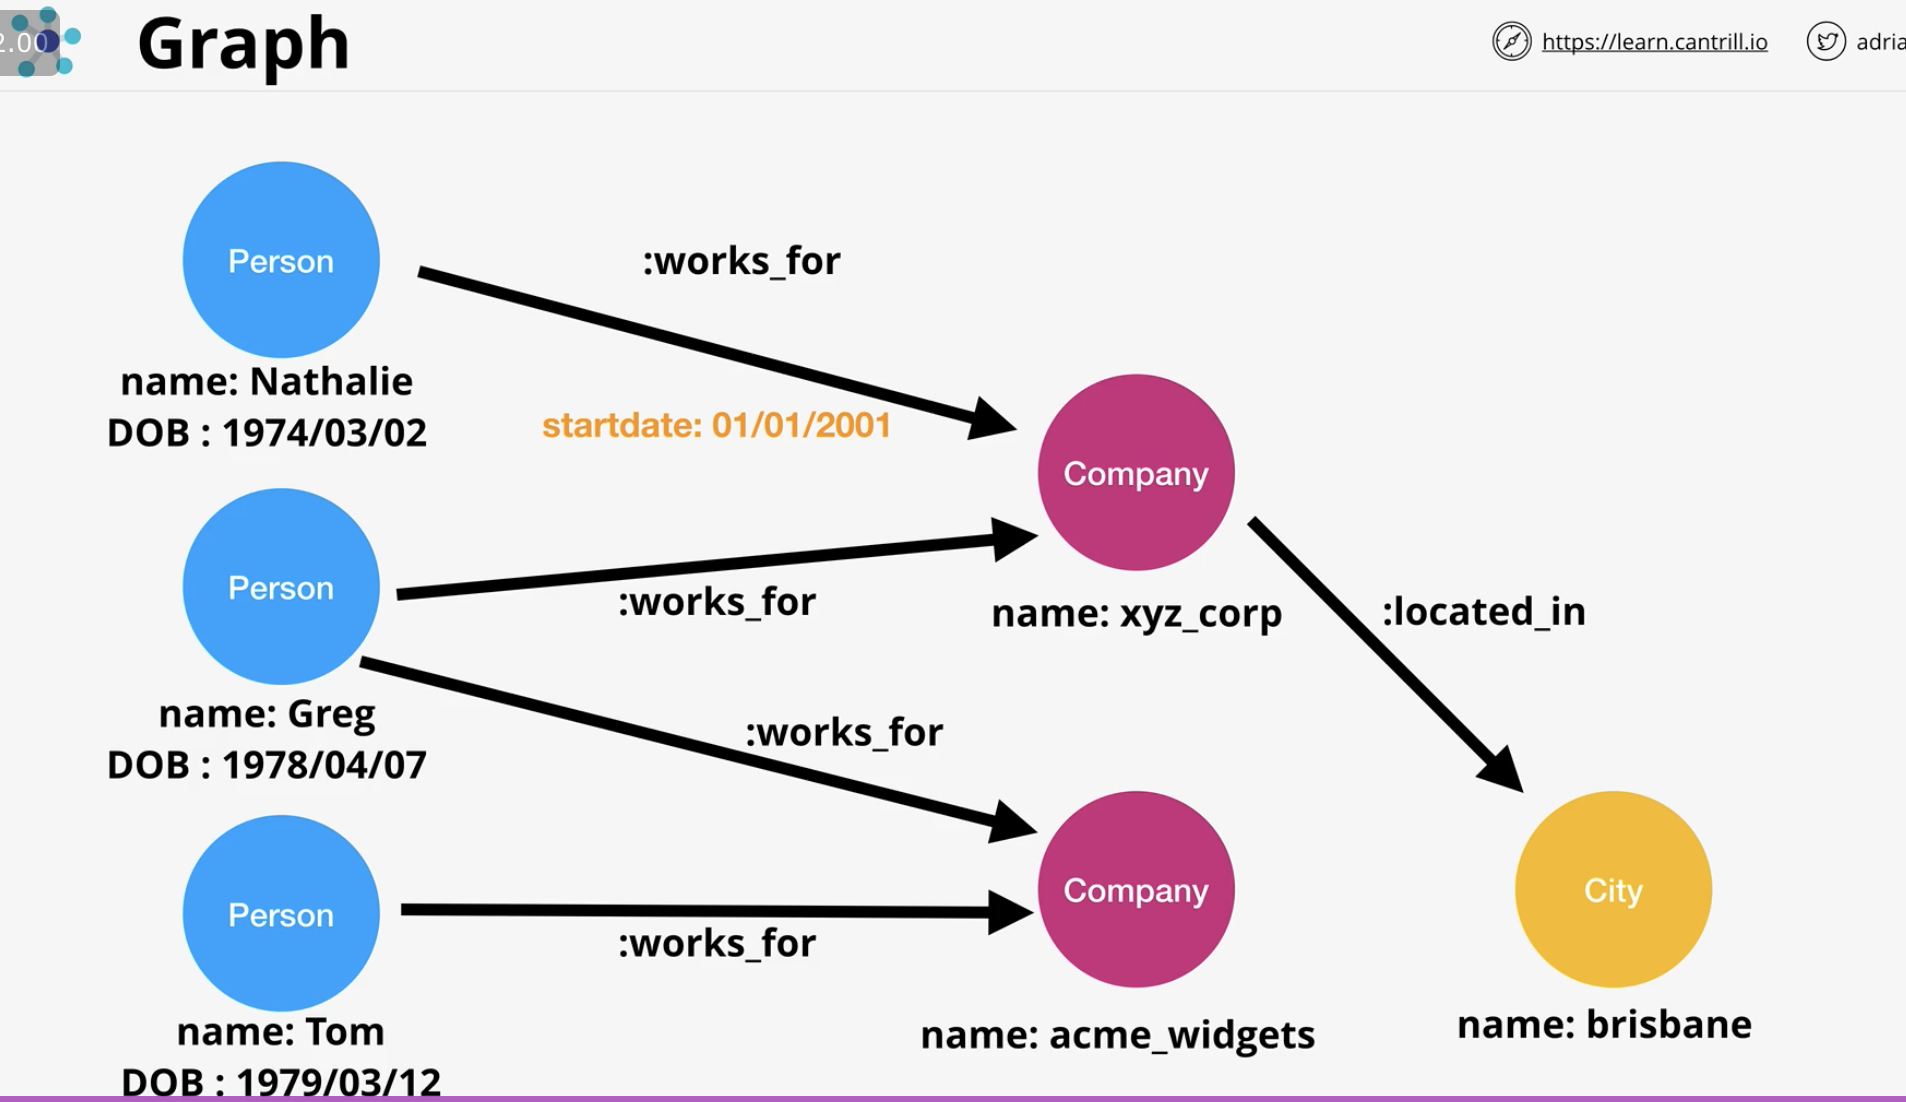 2.00
Graph
https://learn.cantrill.io
adria
Person
:works_for
name: Nathalie
DOB : 1974/03/02
startdate: 01/01/2001
Company
Person
:works_for
name: xyz_corp
:located_in
name: Greg
DOB : 1978/04/07
:works_for
Person
:works_for
Company
City
name: Tom
DOB : 1979/03/12
name: acme_widgets
name: brisbane